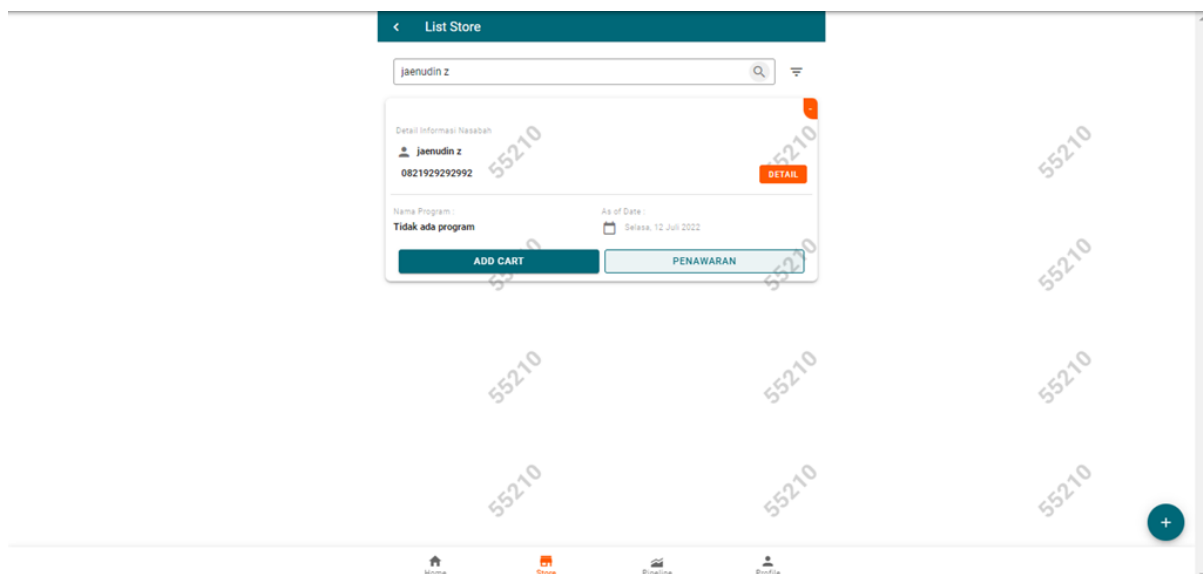 List Store
jaenudin z
-
Detail Informasi Nasabah
jaenudin z
0821929292992
DETAIL
Nama Program :
Tidak ada program
As of Date :
Selasa, 12 Juli 2022
ADD CART
PENAWARAN
55210
55210
55210
55210
55210
55210
55210
55210
55210
55210
55210
55210
+
Home
Store
Pipeline
Profile